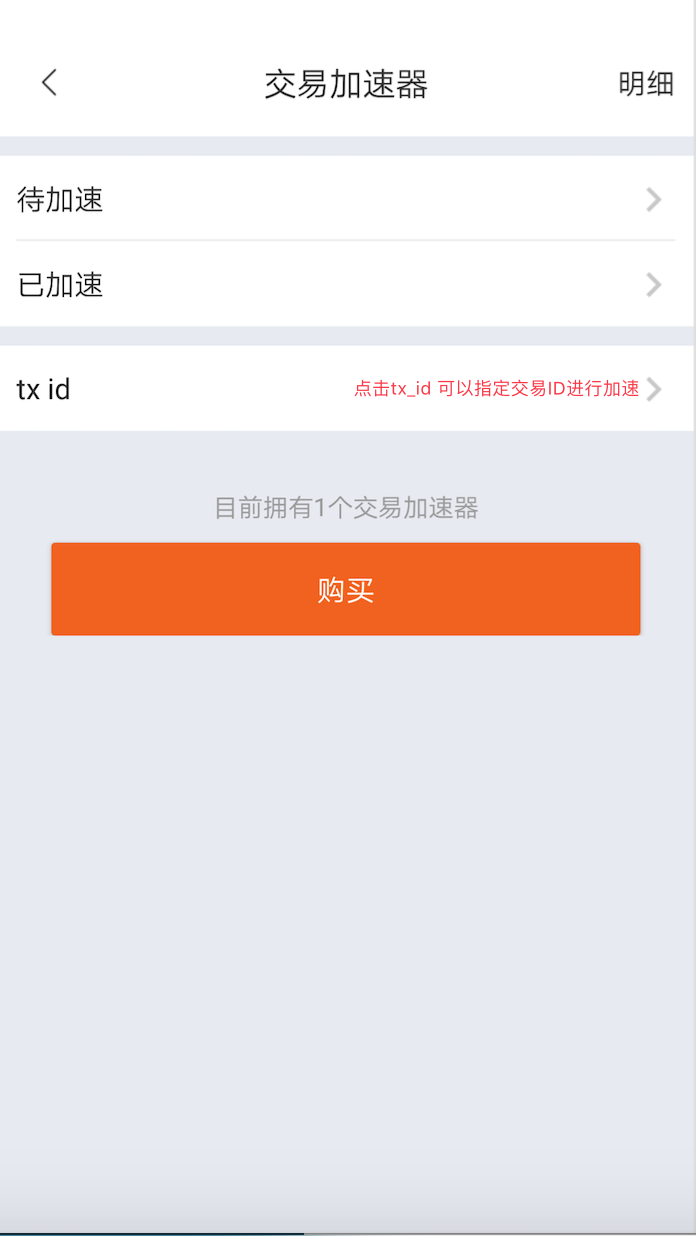 交易加速器
明细
待加速
已加速
tx id
点击tx_id 可以指定交易ID进行加速
目前拥有1个交易加速器
购买